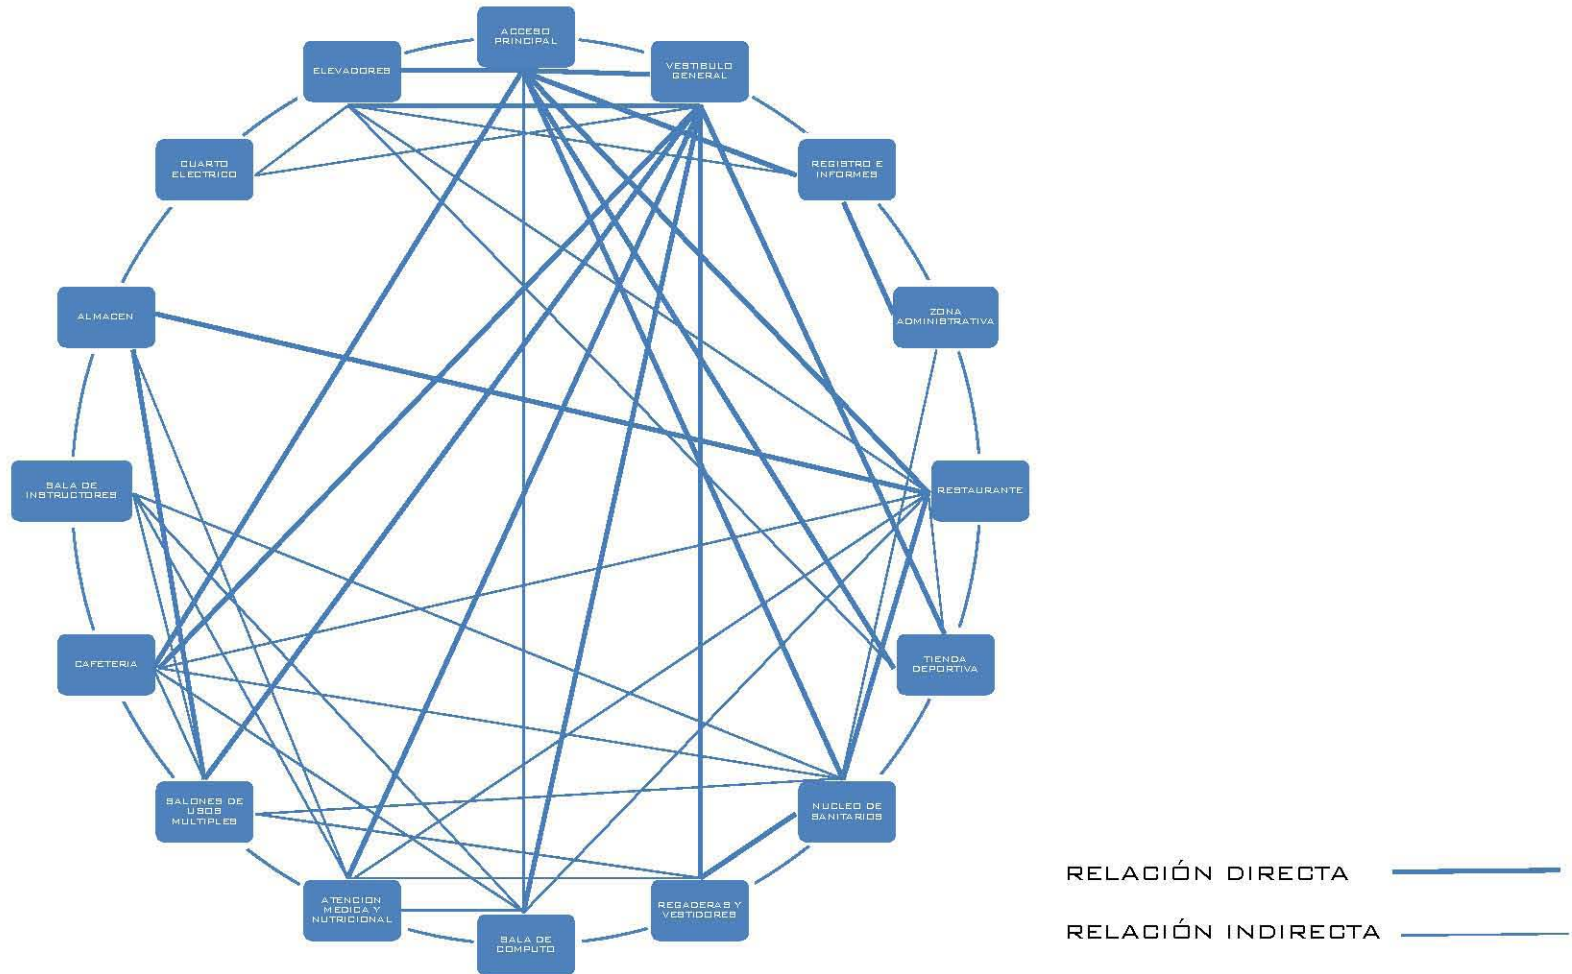 ACCESO
PRINCIPAL
ELEVADORES
VESTIBULO
GENERAL
CUARTO
ELECTRICO
REGISTRO E
INFORMES
ALMACEN
ZONA
ADMINISTRATIVA
SALA DE
INSTRUCTORES
RESTAURANTE
CAFETERIA
TIENDA
DEPORTIVA
SALONES DE
USOS
MULTIPLES
NUCLEO DE
SANITARIOS
ATENCION
MEDICA Y
NUTRICIONAL
REGADERAS Y
VESTIDORES
SALA DE
COMPUTO
RELACIÓN DIRECTA
RELACIÓN INDIRECTA